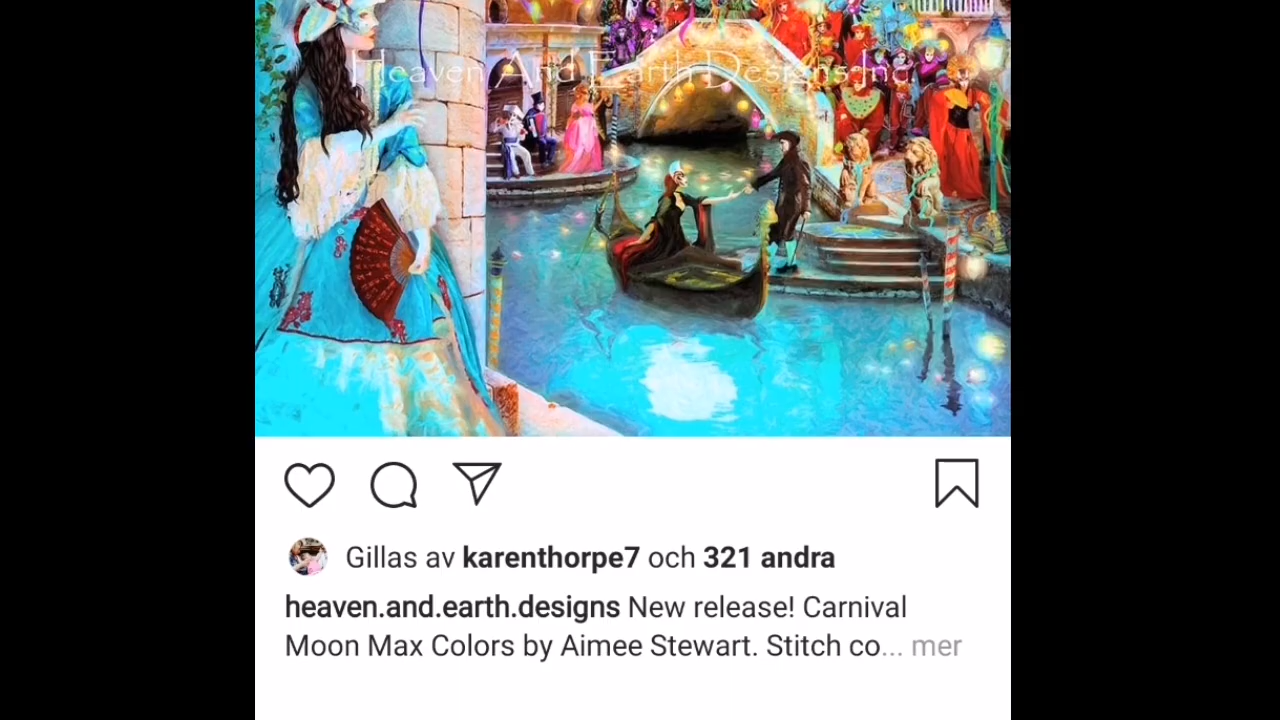 Heaven And Earth Designs Inc.
Gillas av karenthorpe7 och 321 andra
heaven.and.earth.designs New release! Carnival
Moon Max Colors by Aimee Stewart. Stitch co... mer